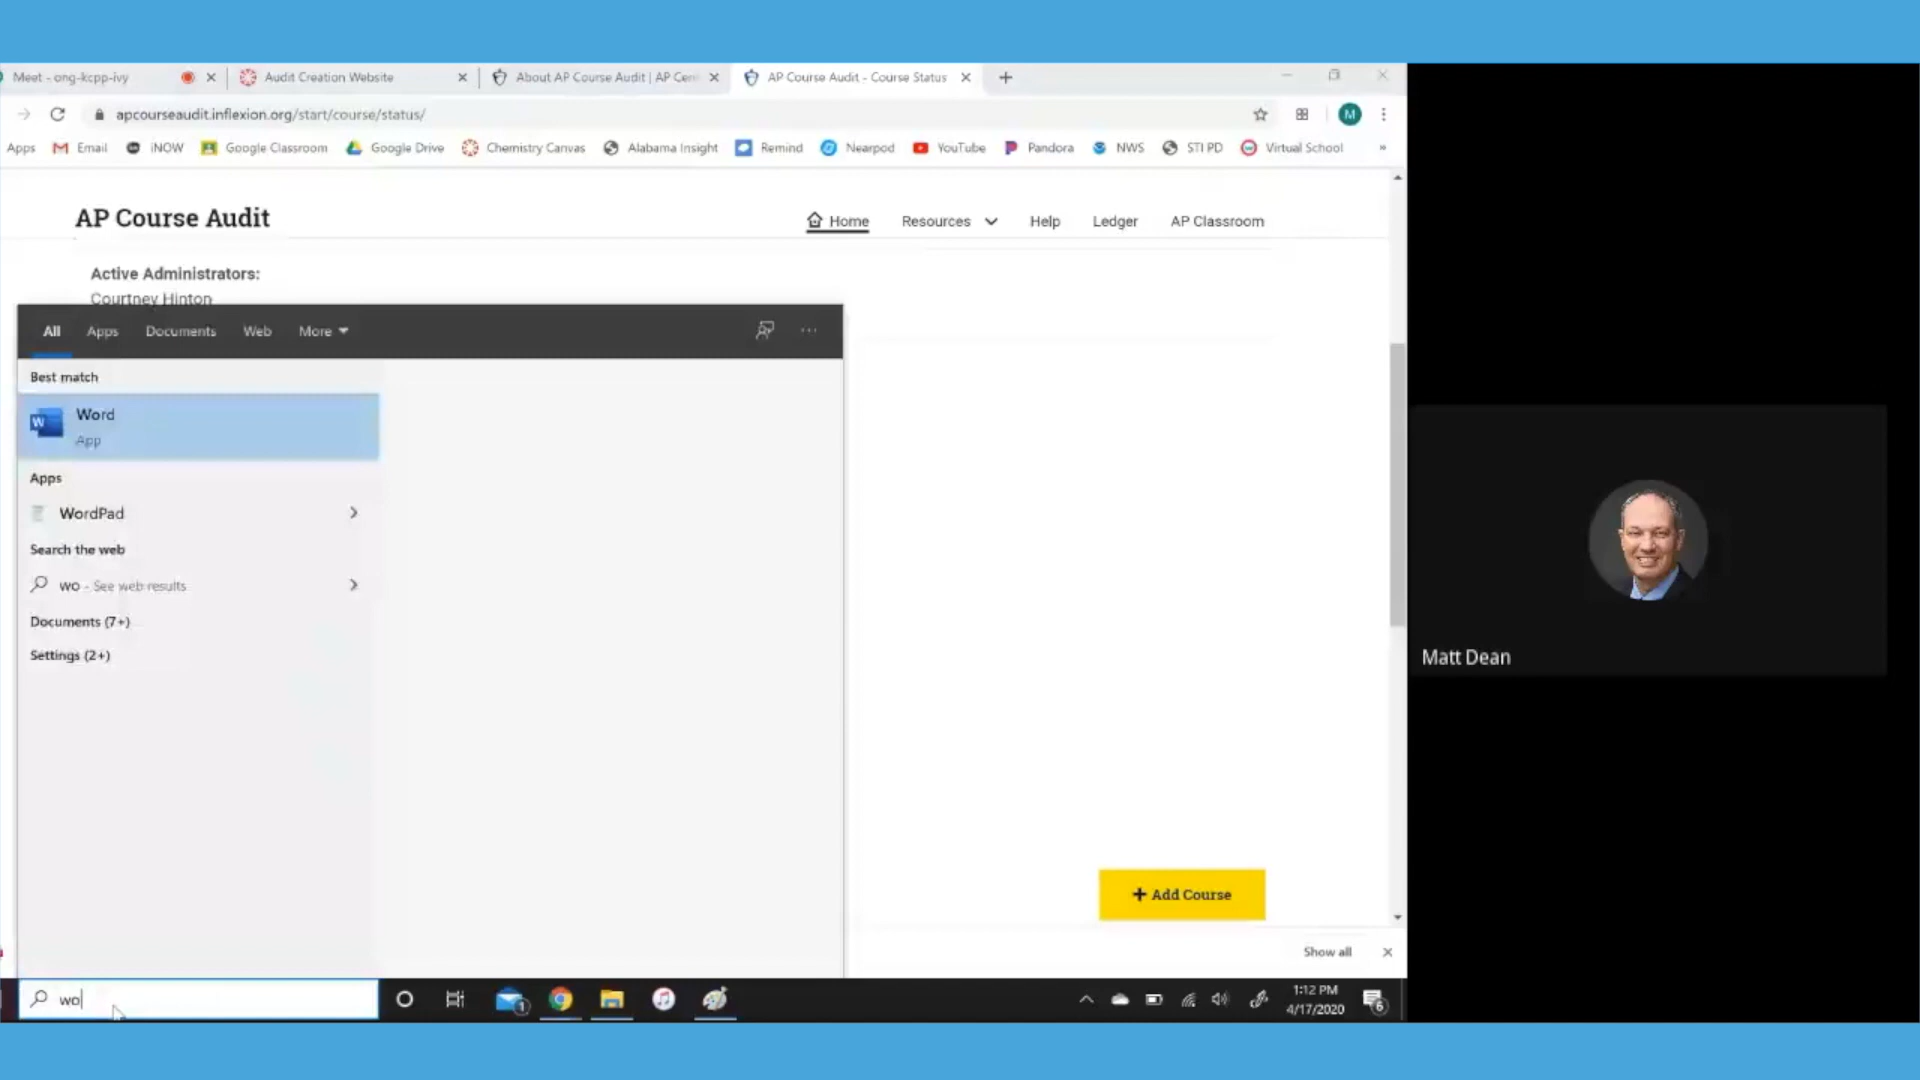 Meet - ong-kcpp-ivy
Audit Creation Website
About AP Course Audit | AP Cen
AP Course Audit - Course Status
apcourseaudit.inflexion.org/start/course/status/
M
Apps
Email
iNOW
Google Classroom
Google Drive
Chemistry Canvas
Alabama Insight
Remind
Nearpod
YouTube
Pandora
NWS
STI PD
Virtual School
»
AP Course Audit
Home
Resources
Help
Ledger
AP Classroom
Active Administrators:
Courtney Hinton
All
Apps
Documents
Web
More
...
Best match
W
Word
App
Apps
WordPad
Search the web
wo - See web results
Documents (7+)
Settings (2+)
Matt Dean
+ Add Course
Show all
wo
1
1:12 PM
4/17/2020
6